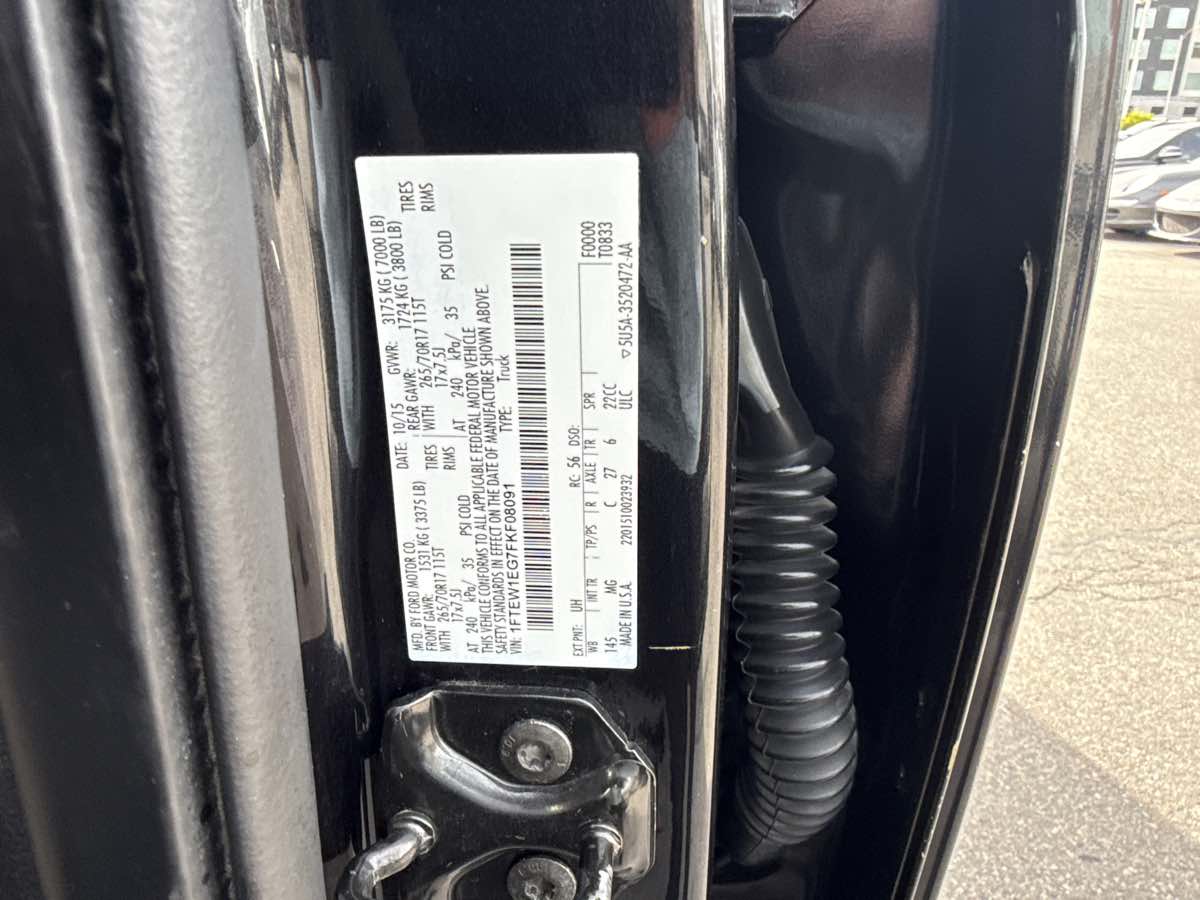 MFD. BY FORD MOTOR CO.
DATE: 10/15 GVWR: 3175 KG ( 7000 LB)
FRONT GAWR: 1531 KG ( 3375 LB) REAR GAWR: 1724 KG ( 3800 LB)
WITH 265/70R17 115T TIRES WITH 265/70R17 115T TIRES
17x7.5J RIMS 17x7.5J RIMS
AT 240 kPa/ 35 PSI COLD AT 240 kPa/ 35 PSI COLD
THIS VEHICLE CONFORMS TO ALL APPLICABLE FEDERAL MOTOR VEHICLE
SAFETY STANDARDS IN EFFECT ON THE DATE OF MANUFACTURE SHOWN ABOVE.
VIN: 1FTEW1EG7FKF08091 TYPE: Truck
EXT PNT: UH RC: 56 DSO: F0000
WB INT TR TP/PS R AXLE TR SPR T0833
145 MG C 27 6 22CC
MADE IN U.S.A. 2201510023932 ULC ▽5U5A-3520472-AA